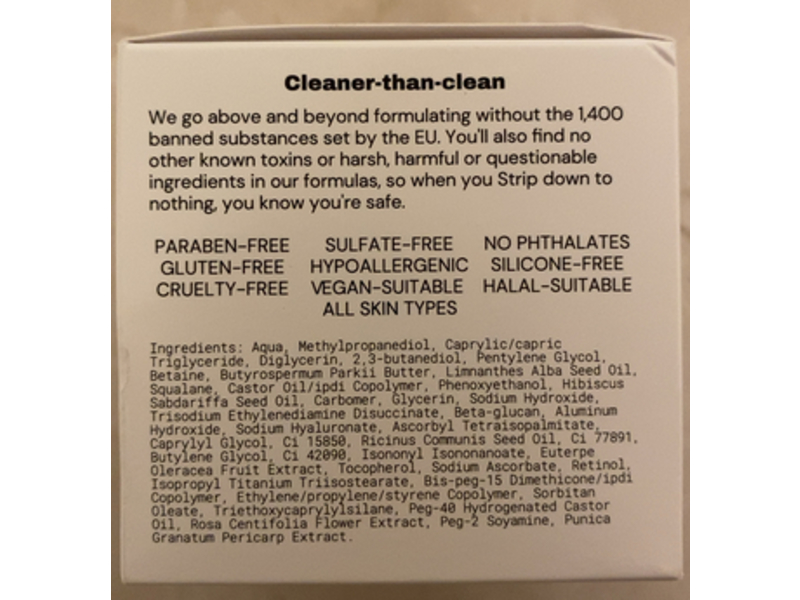 Cleaner-than-clean
We go above and beyond formulating without the 1,400
banned substances set by the EU. You'll also find no
other known toxins or harsh, harmful or questionable
ingredients in our formulas, so when you Strip down to
nothing, you know you're safe.
PARABEN-FREE SULFATE-FREE NO PHTHALATES
GLUTEN-FREE HYPOALLERGENIC SILICONE-FREE
CRUELTY-FREE VEGAN-SUITABLE HALAL-SUITABLE
ALL SKIN TYPES
Ingredients: Aqua, Methylpropanediol, Caprylic/capric
Triglyceride, Diglycerin, 2,3-butanediol, Pentylene Glycol,
Betaine, Butyrospermum Parkii Butter, Limnanthes Alba Seed Oil,
Squalane, Castor Oil/ipdi Copolymer, Phenoxyethanol, Hibiscus
Sabdariffa Seed Oil, Carbomer, Glycerin, Sodium Hydroxide,
Trisodium Ethylenediamine Disuccinate, Beta-glucan, Aluminum
Hydroxide, Sodium Hyaluronate, Ascorbyl Tetraisopalmitate,
Caprylyl Glycol, Ci 15850, Ricinus Communis Seed Oil, Ci 77891,
Butylene Glycol, Ci 42090, Isononyl Isononanoate, Euterpe
Oleracea Fruit Extract, Tocopherol, Sodium Ascorbate, Retinol,
Isopropyl Titanium Triisostearate, Bis-peg-15 Dimethicone/ipdi
Copolymer, Ethylene/propylene/styrene Copolymer, Sorbitan
Oleate, Triethoxycaprylylsilane, Peg-40 Hydrogenated Castor
Oil, Rosa Centifolia Flower Extract, Peg-2 Soyamine, Punica
Granatum Pericarp Extract.